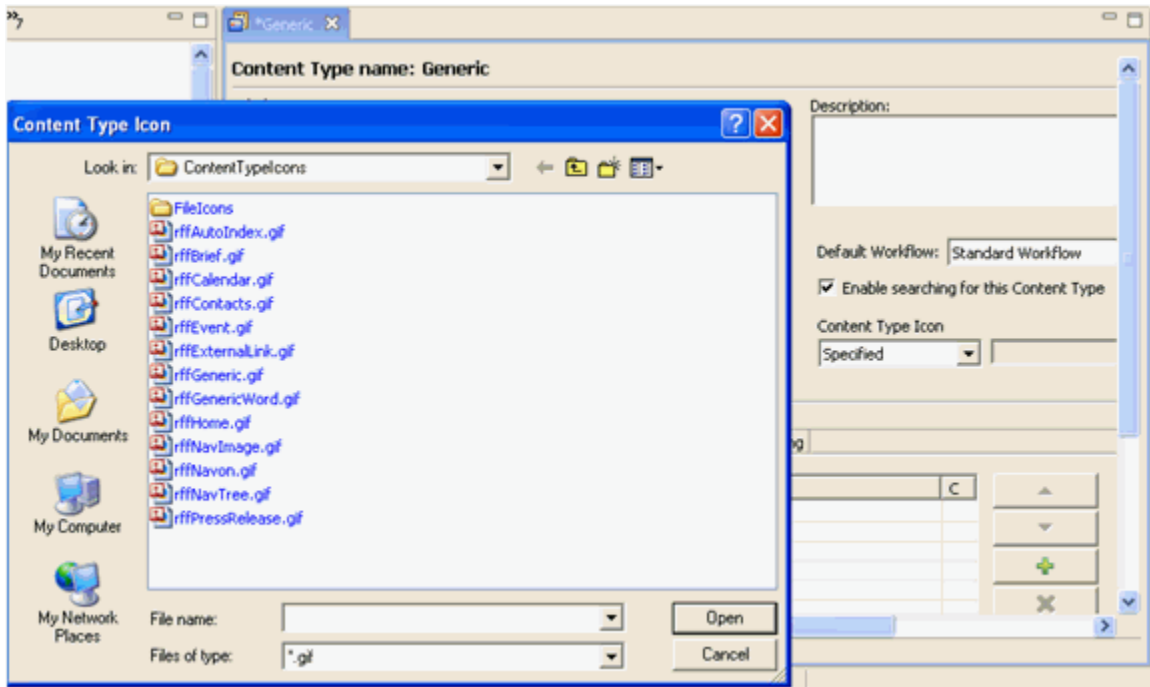 »7
*Generic
Content Type name: Generic
Content Type Icon
Look in:
ContentTypeIcons
FileIcons
rffAutoIndex.gif
rffBrief.gif
rffCalendar.gif
rffContacts.gif
rffEvent.gif
rffExternalLink.gif
rffGeneric.gif
rffGenericWord.gif
rffHome.gif
rffNavImage.gif
rffNavon.gif
rffNavTree.gif
rffPressRelease.gif
My Recent
Documents
Desktop
My Documents
My Computer
My Network
Places
File name:
Open
Files of type:
*.gif
Cancel
Description:
Default Workflow:
Standard Workflow
Enable searching for this Content Type
Content Type Icon
Specified
ng
C